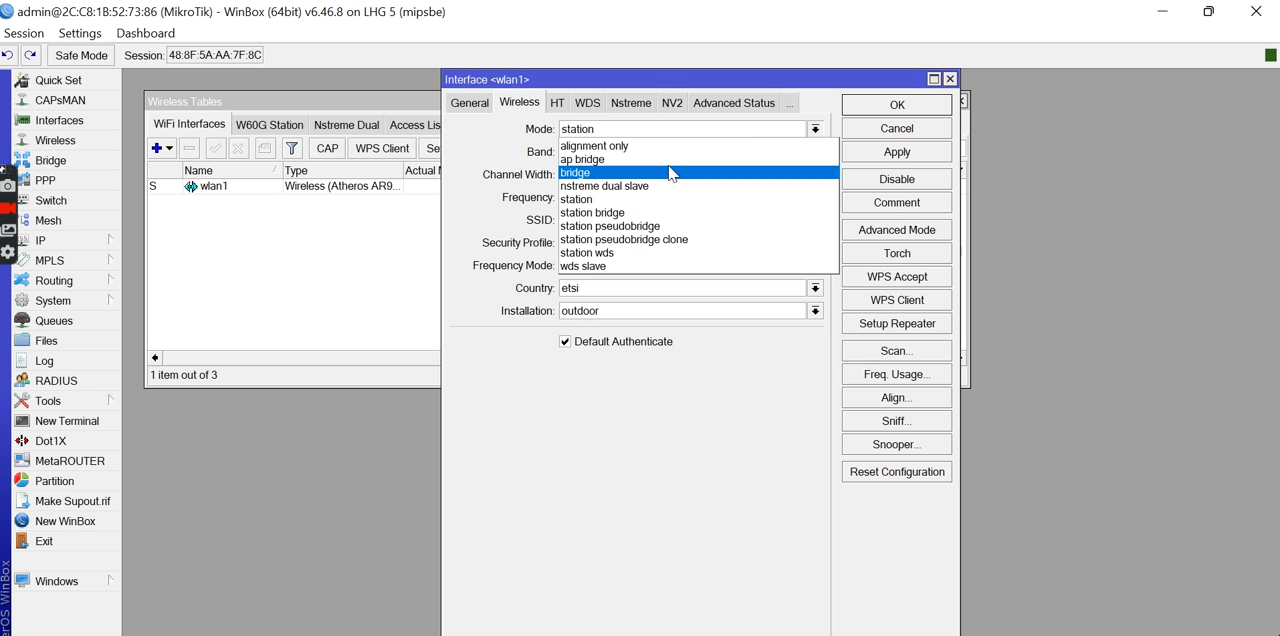 admin@2C:C8:1B:52:73:86 (MikroTik) - WinBox (64bit) v6.46.8 on LHG 5 (mipsbe)
Session Settings Dashboard
Safe Mode Session: 48:8F:5A:AA:7F:8C
Quick Set
CAPsMAN
Interfaces
Wireless
Bridge
PPP
Switch
Mesh
IP
MPLS
Routing
System
Queues
Files
Log
RADIUS
Tools
New Terminal
Dot1X
MetaROUTER
Partition
Make Supout.rif
New WinBox
Exit
Windows
erOS WinBox
Wireless Tables
WiFi Interfaces W60G Station Nstreme Dual Access Lis
CAP WPS Client Se
Name Type Actual
S wlan1 Wireless (Atheros AR9...
1 item out of 3
Interface <wlan1>
General Wireless HT WDS Nstreme NV2 Advanced Status ...
Mode: station
Band:
Channel Width:
Frequency:
SSID:
Security Profile:
Frequency Mode:
alignment only
ap bridge
bridge
nstreme dual slave
station
station bridge
station pseudobridge
station pseudobridge clone
station wds
wds slave
Country: etsi
Installation: outdoor
Default Authenticate
OK
Cancel
Apply
Disable
Comment
Advanced Mode
Torch
WPS Accept
WPS Client
Setup Repeater
Scan...
Freq. Usage...
Align...
Sniff...
Snooper...
Reset Configuration